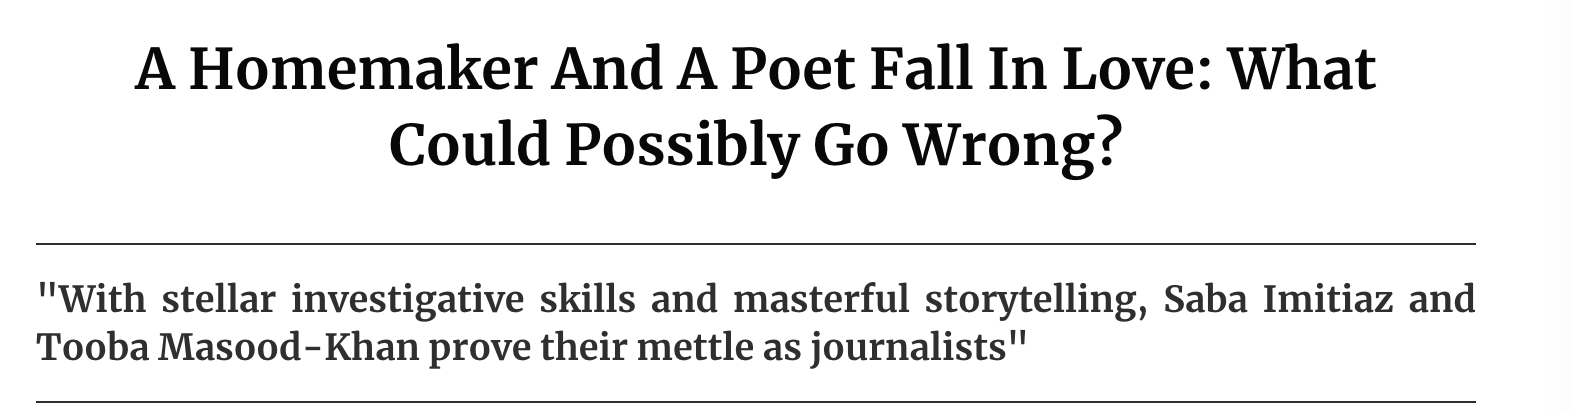 A Homemaker And A Poet Fall In Love: What
Could Possibly Go Wrong?
"With stellar investigative skills and masterful storytelling, Saba Imitiaz and
Tooba Masood-Khan prove their mettle as journalists"